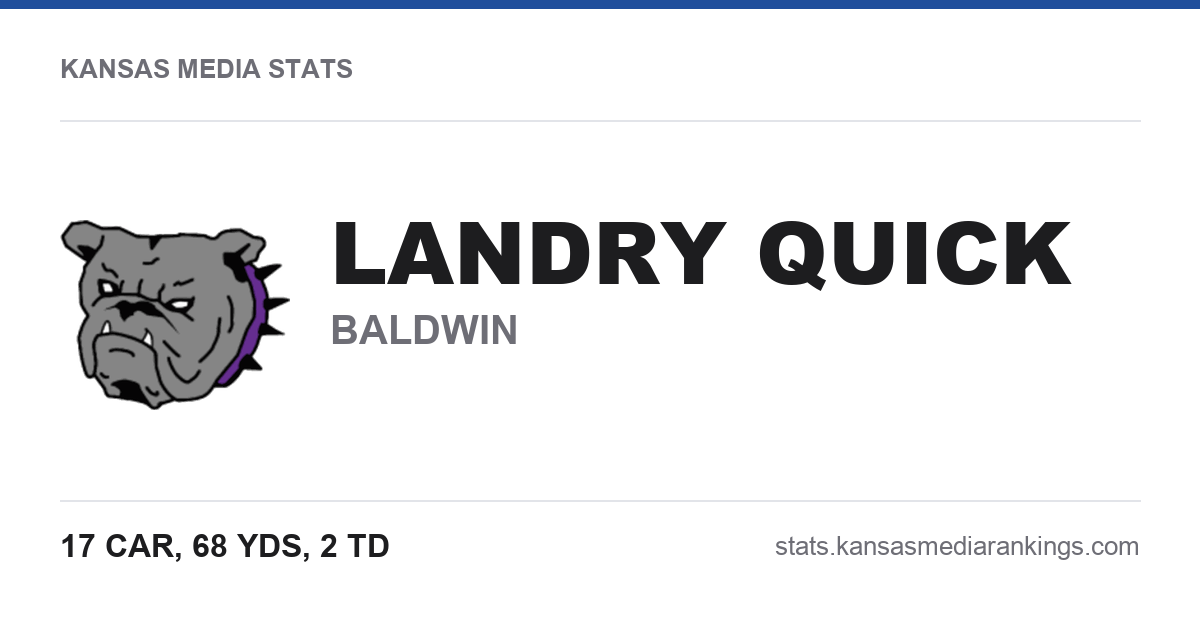 KANSAS MEDIA STATS
LANDRY QUICK
BALDWIN
17 CAR, 68 YDS, 2 TD
stats.kansasmediarankings.com